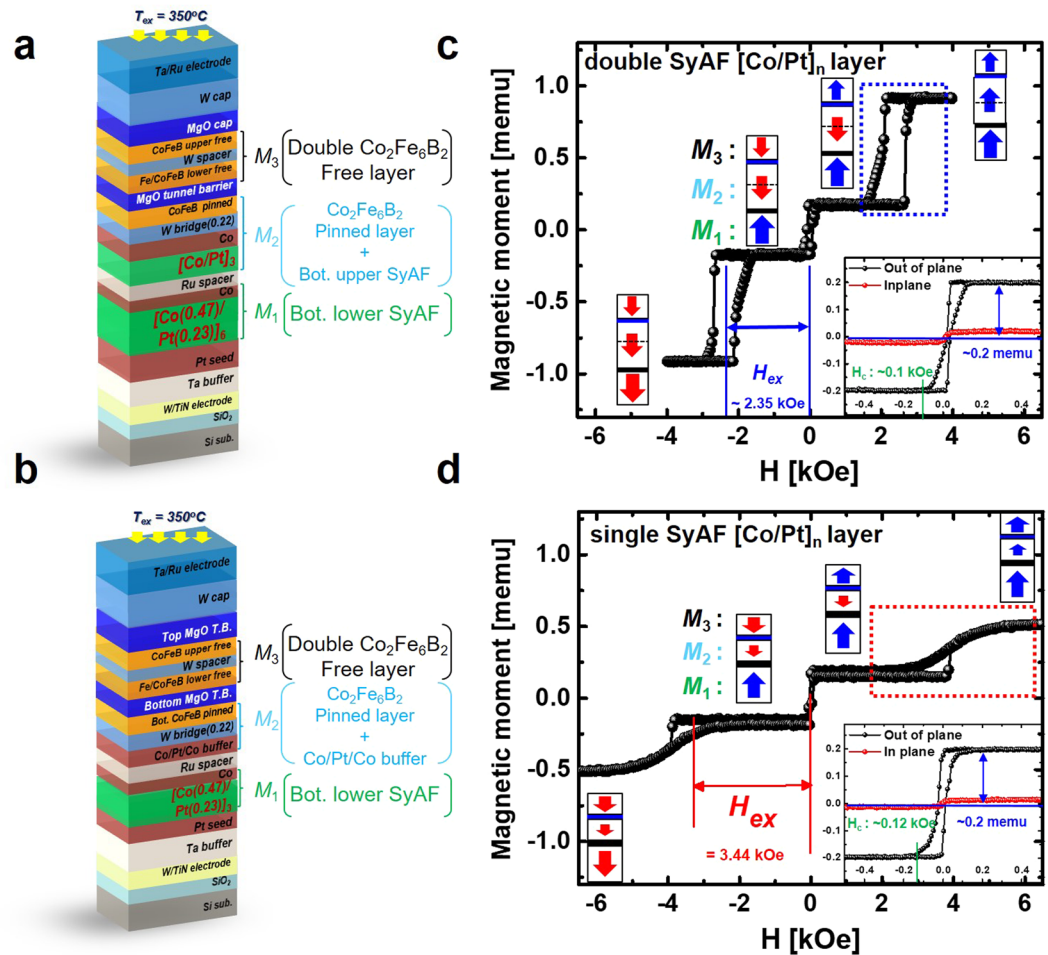 a
T_ex = 350°C
Ta/Ru electrode
W cap
MgO cap
CoFeB upper free
W spacer
Fe/CoFeB lower free
MgO tunnel barrier
CoFeB pinned
W bridge(0.22)
Co
[Co/Pt]₃
Ru spacer
Co
[Co(0.47)/
Pt(0.23)]₆
Pt seed
Ta buffer
W/TiN electrode
SiO₂
Si sub.
M₃
Double Co₂Fe₆B₂
Free layer
M₂
Co₂Fe₆B₂
Pinned layer
+
Bot. upper SyAF
M₁
Bot. lower SyAF
b
T_ex = 350°C
Ta/Ru electrode
W cap
Top MgO T.B.
CoFeB upper free
W spacer
Fe/CoFeB lower free
Bottom MgO T.B.
Bot. CoFeB pinned
W bridge(0.22)
Co/Pt/Co buffer
Ru spacer
Co
[Co(0.47)/
Pt(0.23)]₃
Pt seed
Ta buffer
W/TiN electrode
SiO₂
Si sub.
M₃
Double Co₂Fe₆B₂
Free layer
M₂
Co₂Fe₆B₂
Pinned layer
+
Co/Pt/Co buffer
M₁
Bot. lower SyAF
c
double SyAF [Co/Pt]n layer
Magnetic moment [memu]
1.0
0.5
0.0
-0.5
-1.0
M₃ :
M₂ :
M₁ :
H_ex
~ 2.35 kOe
Out of plane
Inplane
0.2
0.1
0.0
-0.1
-0.2
~0.2 memu
H_c : ~0.1 kOe
-0.4 -0.2 0.0 0.2 0.4
-6 -4 -2 0 2 4 6
H [kOe]
d
single SyAF [Co/Pt]n layer
Magnetic moment [memu]
1.0
0.5
0.0
-0.5
-1.0
M₃ :
M₂ :
M₁ :
H_ex
= 3.44 kOe
Out of plane
In plane
0.2
0.1
0.0
-0.1
-0.2
H_c : ~0.12 kOe
~0.2 memu
-0.4 -0.2 0.0 0.2 0.4
-6 -4 -2 0 2 4 6
H [kOe]